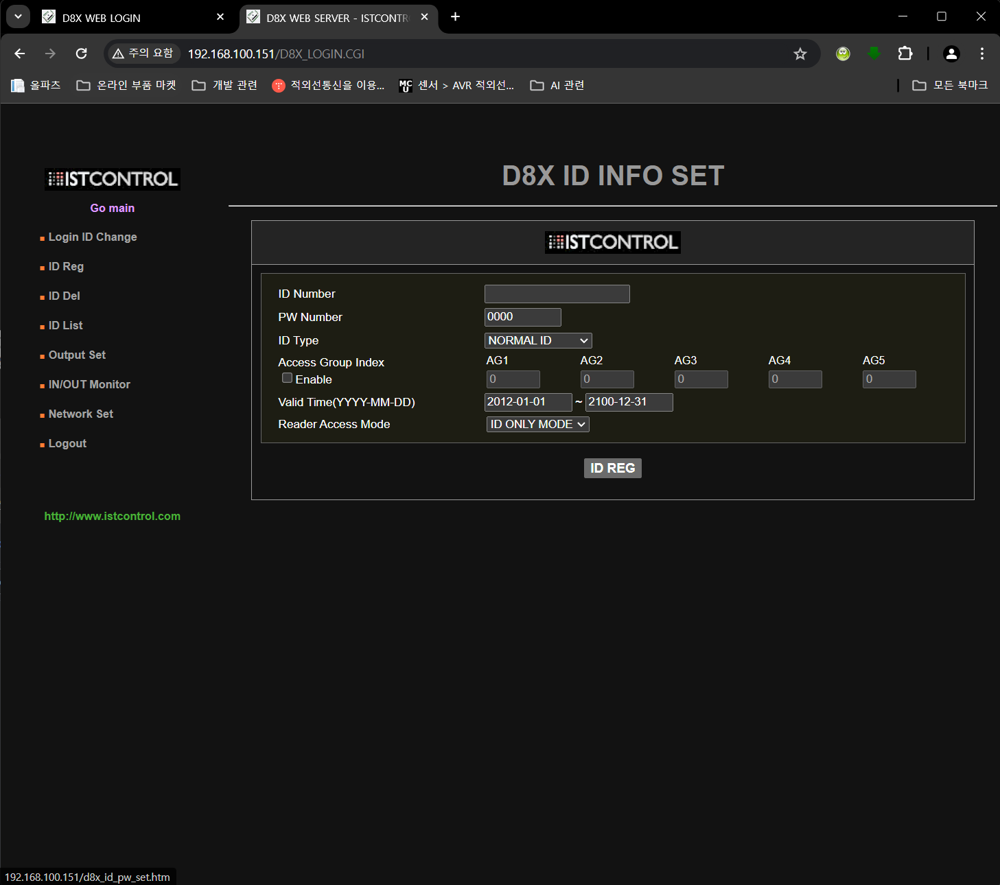 D8X WEB LOGIN
D8X WEB SERVER - ISTCONTR
주의 요함
192.168.100.151/D8X_LOGIN.CGI
올파츠
온라인 부품 마켓
개발 관련
적외선통신을 이용...
MCU
센서 > AVR 적외선...
AI 관련
모든 북마크
ISTCONTROL
Go main
Login ID Change
ID Reg
ID Del
ID List
Output Set
IN/OUT Monitor
Network Set
Logout
http://www.istcontrol.com
D8X ID INFO SET
ISTCONTROL
ID Number
PW Number 0000
ID Type NORMAL ID
Access Group Index AG1 AG2 AG3 AG4 AG5
Enable 0 0 0 0 0
Valid Time(YYYY-MM-DD) 2012-01-01 ~ 2100-12-31
Reader Access Mode ID ONLY MODE
ID REG
192.168.100.151/d8x_id_pw_set.htm